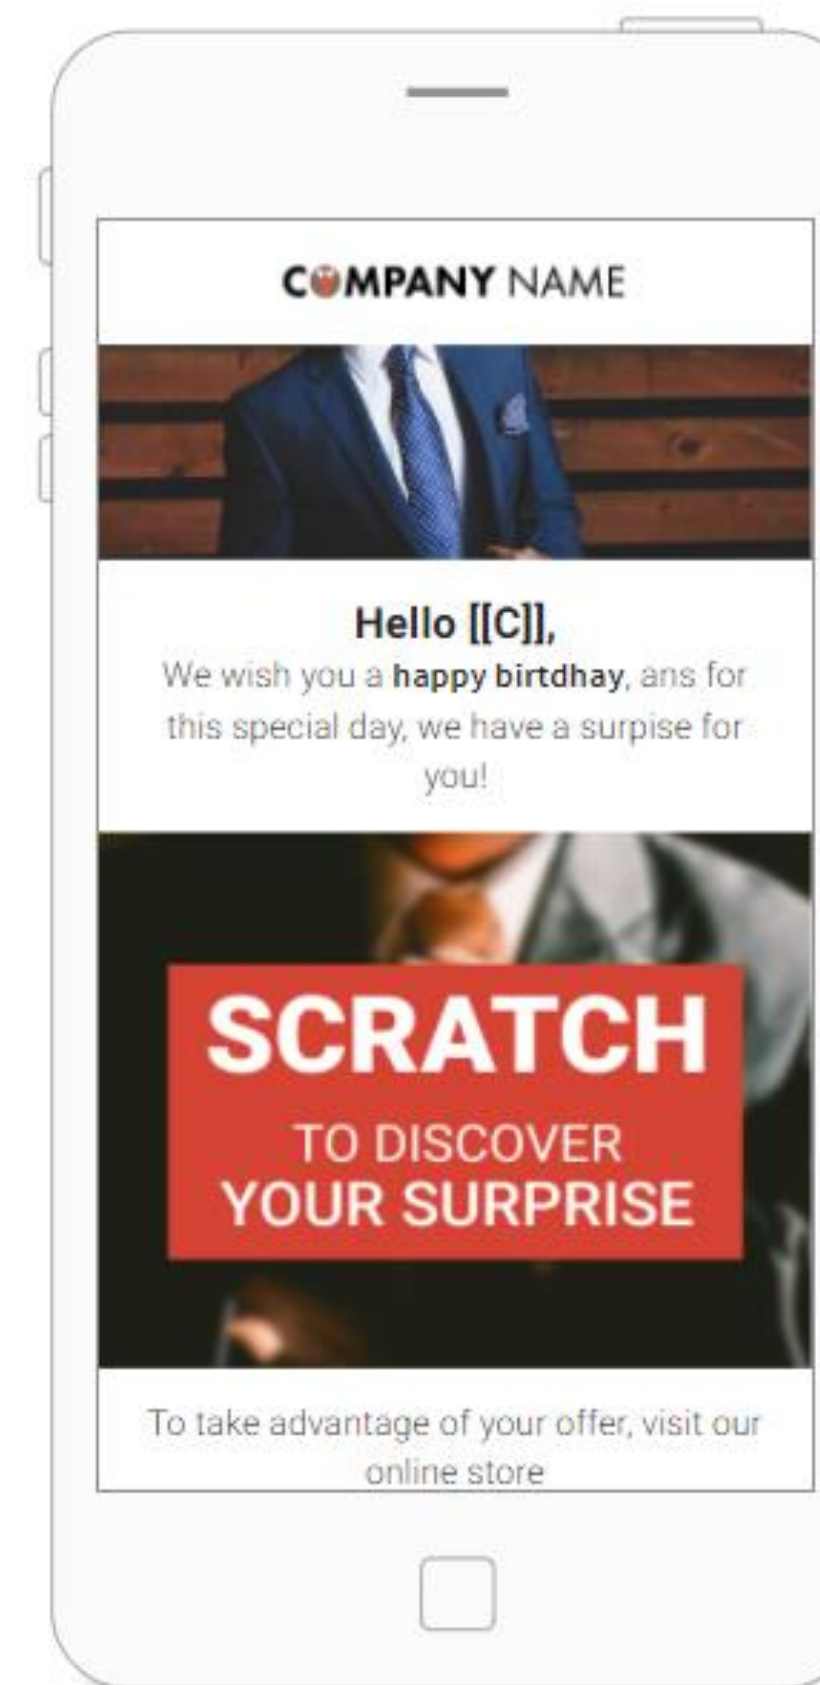 COMPANY NAME
Hello [[C]],
We wish you a happy birtdhay, ans for
this special day, we have a surpise for
you!
SCRATCH
TO DISCOVER
YOUR SURPRISE
To take advantage of your offer, visit our
online store